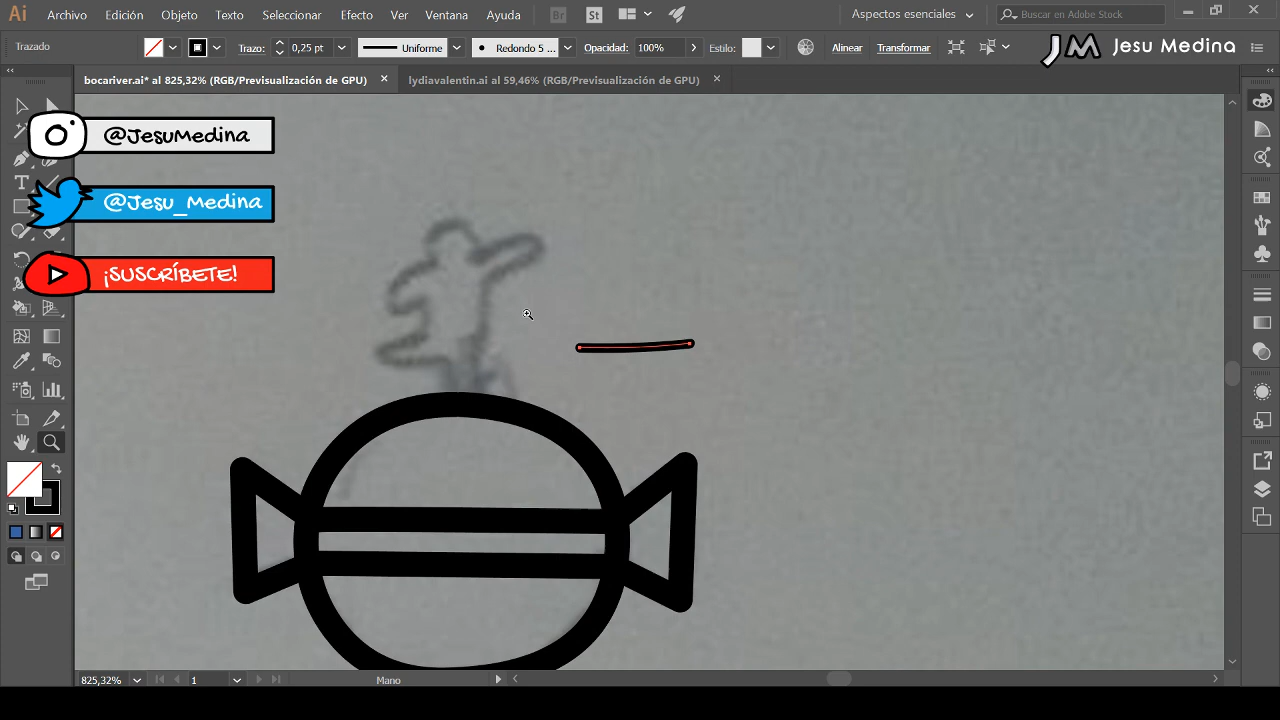 Ai Archivo Edición Objeto Texto Seleccionar Efecto Ver Ventana Ayuda Br St Aspectos esenciales Buscar en Adobe Stock
Trazado Trazo: 0,25 pt Uniforme Redondo 5 ... Opacidad: 100% Estilo: Alinear Transformar JM Jesu Medina
bocariver.ai* al 825,32% (RGB/Previsualización de GPU) × lydiavalentin.ai al 59,46% (RGB/Previsualización de GPU) ×
@JesuMedina
@Jesu_Medina
¡SUSCRÍBETE!
825,32% 1 Mano